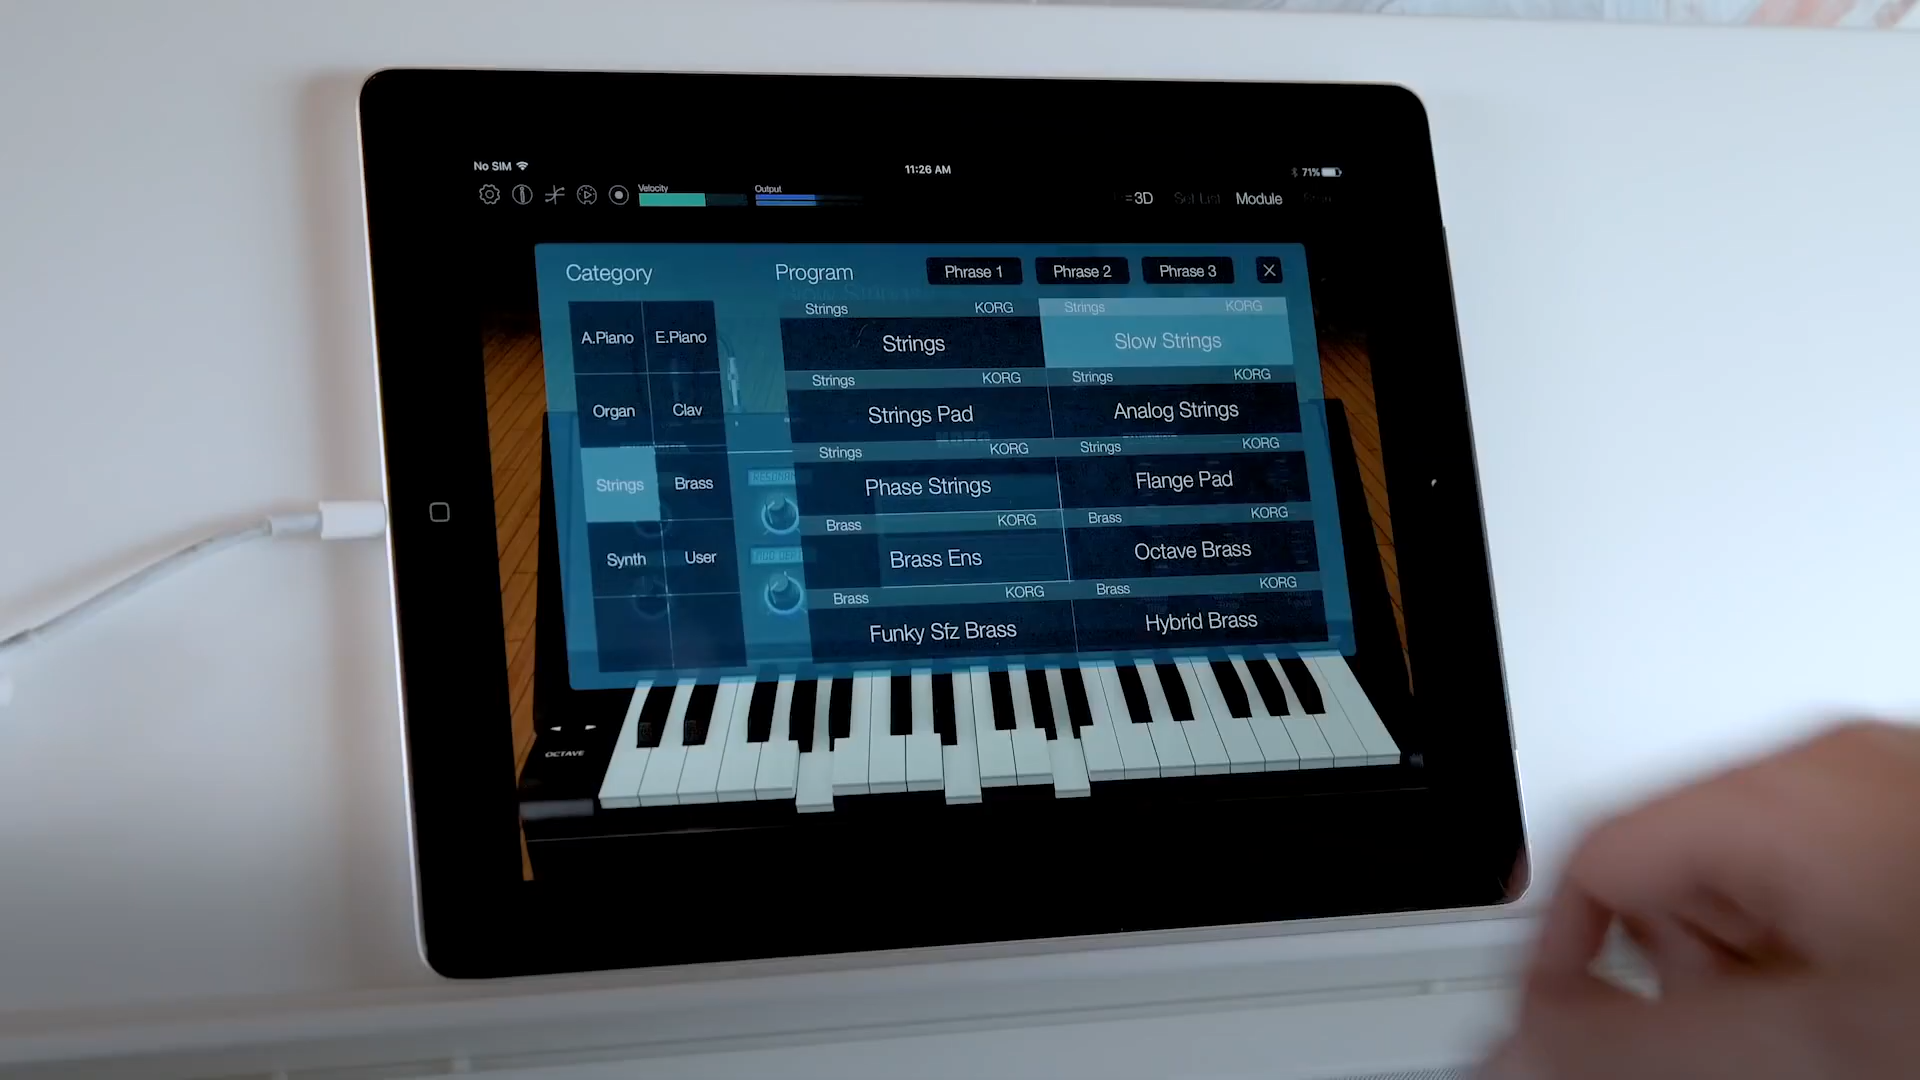 No SIM 11:26 AM 71%
Velocity Output =3D Set List Module
Category Program Phrase 1 Phrase 2 Phrase 3
A.Piano E.Piano
Organ Clav
Strings Brass
Synth User
Strings KORG Strings KORG
Strings Slow Strings
Strings KORG Strings KORG
Strings Pad Analog Strings
Strings KORG Strings KORG
Phase Strings Flange Pad
Brass KORG Brass KORG
Brass Ens Octave Brass
Brass KORG Brass KORG
Funky Sfz Brass Hybrid Brass
OCTAVE